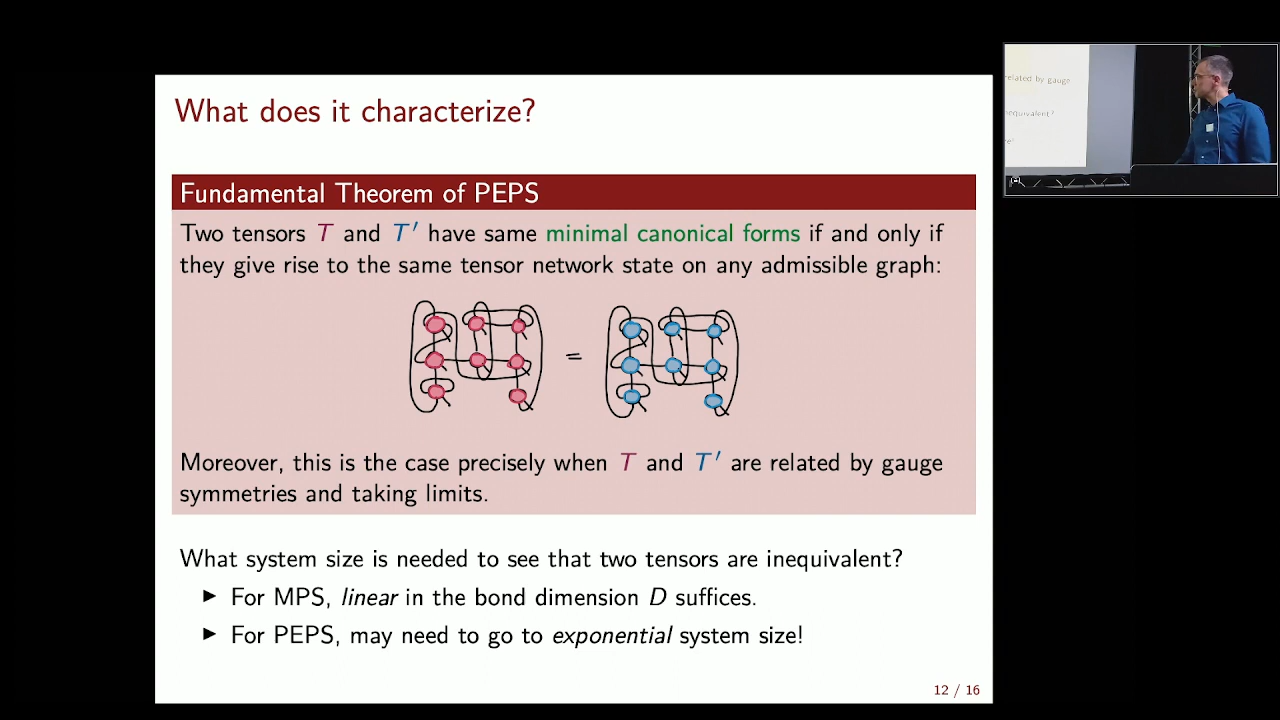 What does it characterize?
Fundamental Theorem of PEPS
Two tensors T and T′ have same minimal canonical forms if and only if
they give rise to the same tensor network state on any admissible graph:
=
Moreover, this is the case precisely when T and T′ are related by gauge
symmetries and taking limits.
What system size is needed to see that two tensors are inequivalent?
▶ For MPS, linear in the bond dimension D suffices.
▶ For PEPS, may need to go to exponential system size!
12 / 16
related by gauge
inequivalent?